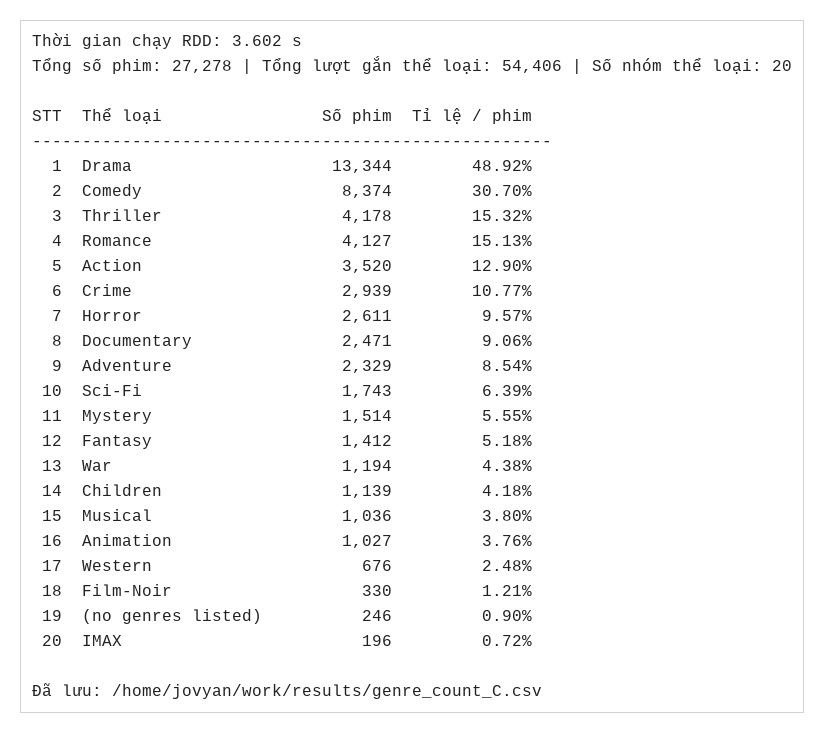 Thời gian chạy RDD: 3.602 s
Tổng số phim: 27,278 | Tổng lượt gắn thể loại: 54,406 | Số nhóm thể loại: 20
STT  Thể loại                Số phim  Tỉ lệ / phim
----------------------------------------------------
  1  Drama                    13,344        48.92%
  2  Comedy                    8,374        30.70%
  3  Thriller                  4,178        15.32%
  4  Romance                   4,127        15.13%
  5  Action                    3,520        12.90%
  6  Crime                     2,939        10.77%
  7  Horror                    2,611         9.57%
  8  Documentary               2,471         9.06%
  9  Adventure                 2,329         8.54%
 10  Sci-Fi                    1,743         6.39%
 11  Mystery                   1,514         5.55%
 12  Fantasy                   1,412         5.18%
 13  War                       1,194         4.38%
 14  Children                  1,139         4.18%
 15  Musical                   1,036         3.80%
 16  Animation                 1,027         3.76%
 17  Western                     676         2.48%
 18  Film-Noir                   330         1.21%
 19  (no genres listed)          246         0.90%
 20  IMAX                        196         0.72%
Đã lưu: /home/jovyan/work/results/genre_count_C.csv